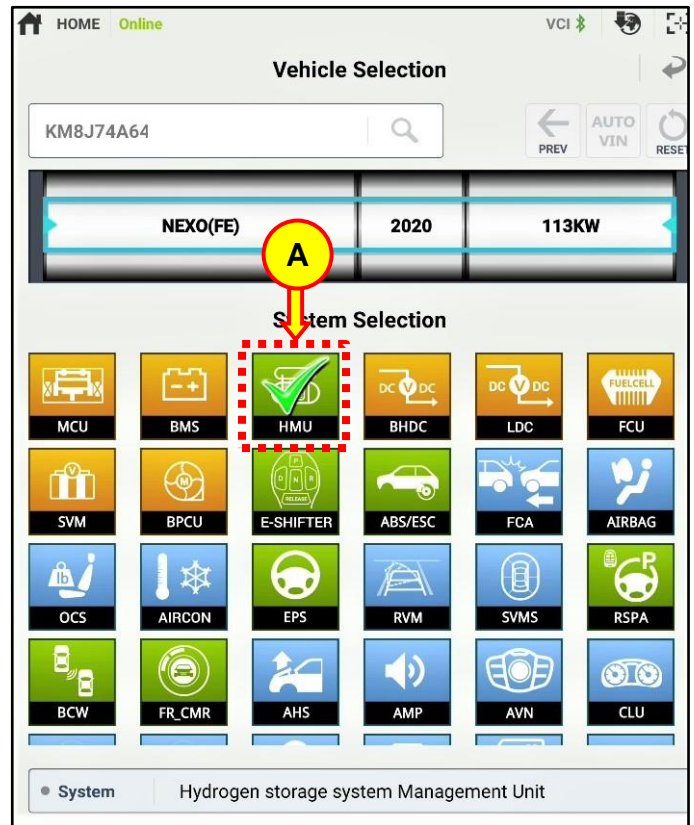 HOME Online VCI
Vehicle Selection
KM8J74A64
PREV AUTO VIN RESET
NEXO(FE) 2020 113KW
A
System Selection
DC DC DC DC FUELCELL
MCU BMS HMU BHDC LDC FCU
V M P D N R RELEASE
SVM BPCU E-SHIFTER ABS/ESC FCA AIRBAG
lb P
OCS AIRCON EPS RVM SVMS RSPA
BCW FR_CMR AHS AMP AVN CLU
System Hydrogen storage system Management Unit